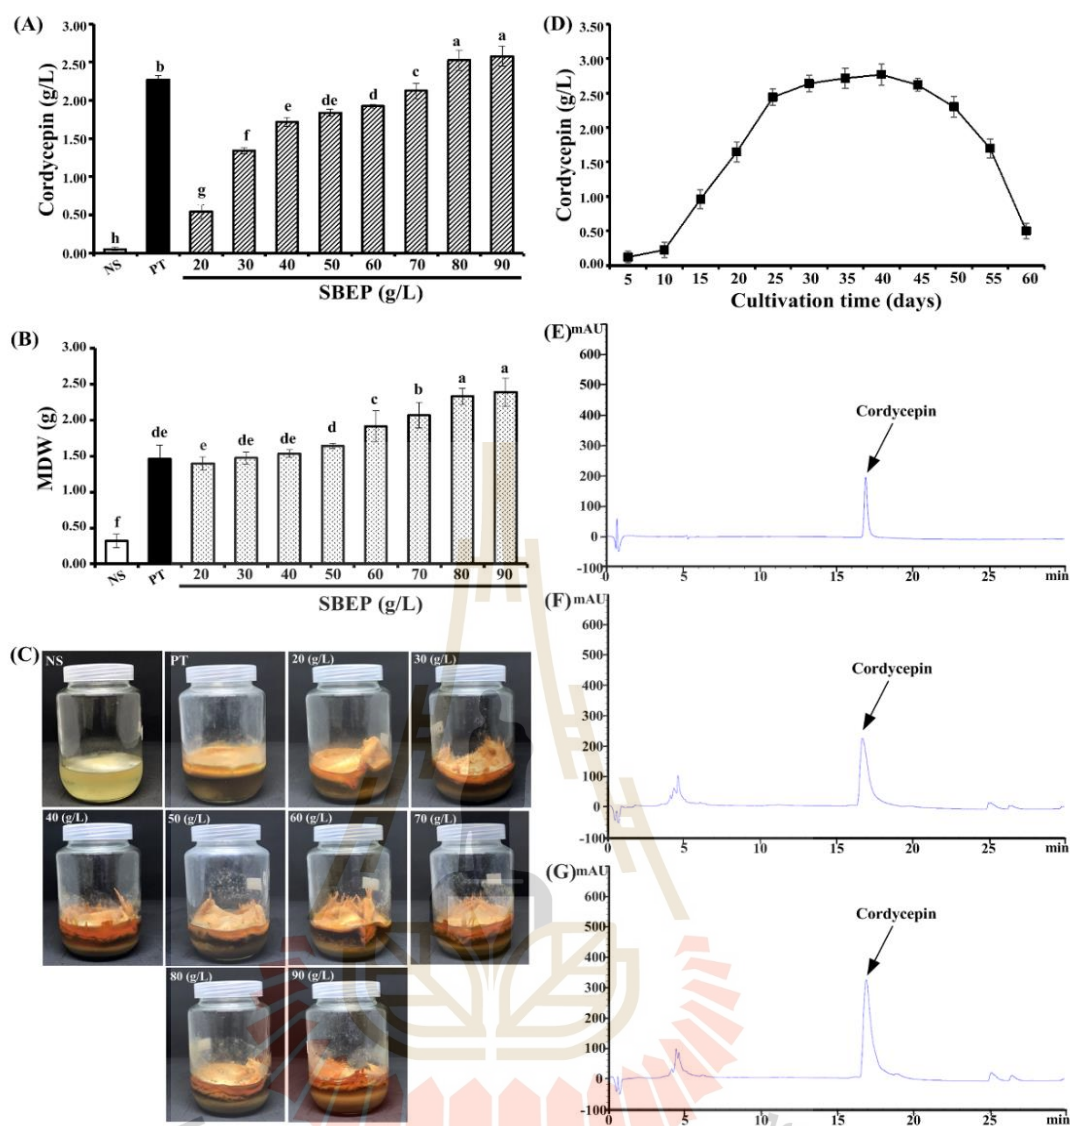 (A)
Cordycepin (g/L)
3.00
2.50
2.00
1.50
1.00
0.50
0.00
h b g f e de d c a a
NS PT 20 30 40 50 60 70 80 90
SBEP (g/L)
(B)
MDW (g)
3.00
2.50
2.00
1.50
1.00
0.50
0.00
f de e de de d c b a a
NS PT 20 30 40 50 60 70 80 90
SBEP (g/L)
(C)
NS PT 20 (g/L) 30 (g/L)
40 (g/L) 50 (g/L) 60 (g/L) 70 (g/L)
80 (g/L) 90 (g/L)
(D)
Cordycepin (g/L)
3.50
3.00
2.50
2.00
1.50
1.00
0.50
0.00
5 10 15 20 25 30 35 40 45 50 55 60
Cultivation time (days)
(E) mAU
600
500
400
300
200
100
0
-100
Cordycepin
0 5 10 15 20 25 min
(F) mAU
600
500
400
300
200
100
0
-100
Cordycepin
0 5 10 15 20 25 min
(G) mAU
600
500
400
300
200
100
0
-100
Cordycepin
0 5 10 15 20 25 min